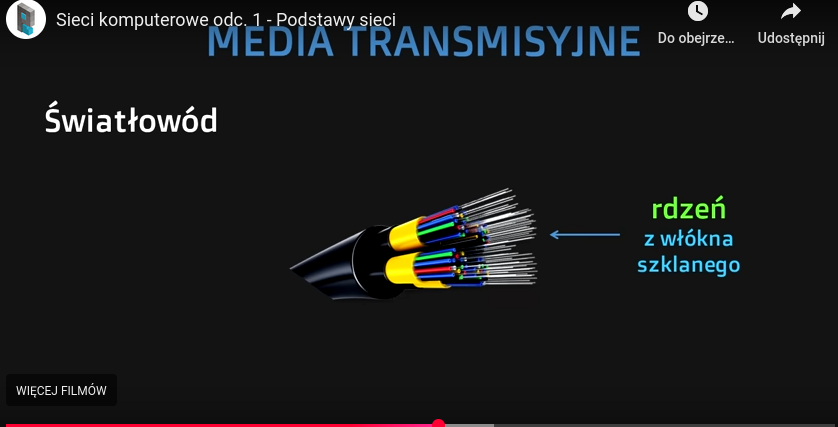 Sieci komputerowe odc. 1 - Podstawy sieci
MEDIA TRANSMISYJNE
Do obejrze...
Udostępnij
Światłowód
rdzeń
z włókna
szklanego
WIĘCEJ FILMÓW